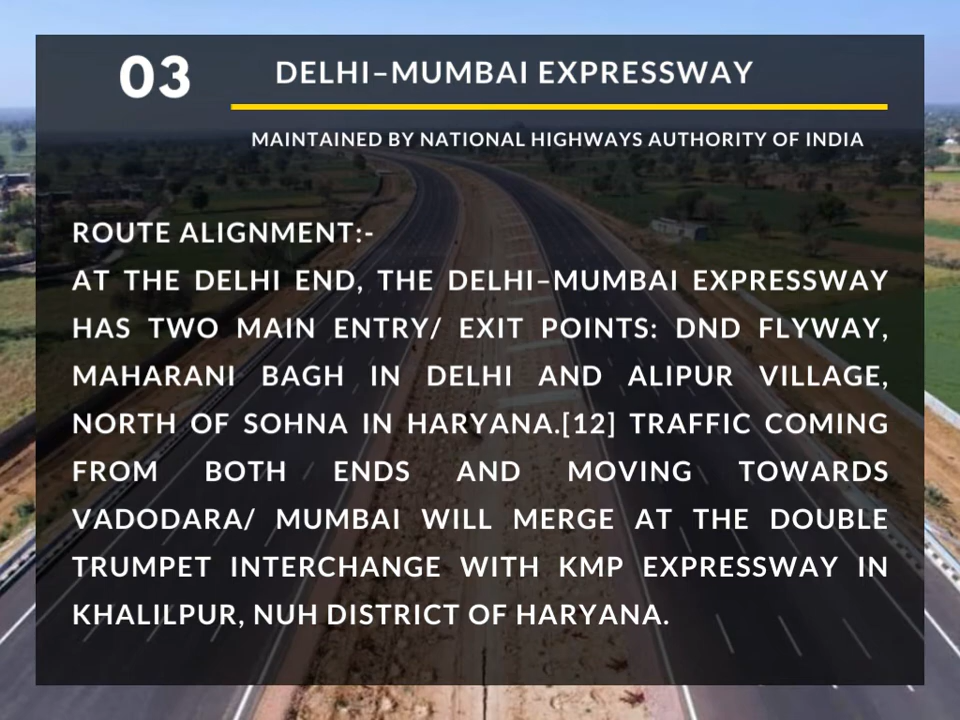 03
DELHI–MUMBAI EXPRESSWAY
MAINTAINED BY NATIONAL HIGHWAYS AUTHORITY OF INDIA
ROUTE ALIGNMENT:-
AT THE DELHI END, THE DELHI–MUMBAI EXPRESSWAY
HAS TWO MAIN ENTRY/ EXIT POINTS: DND FLYWAY,
MAHARANI BAGH IN DELHI AND ALIPUR VILLAGE,
NORTH OF SOHNA IN HARYANA.[12] TRAFFIC COMING
FROM BOTH ENDS AND MOVING TOWARDS
VADODARA/ MUMBAI WILL MERGE AT THE DOUBLE
TRUMPET INTERCHANGE WITH KMP EXPRESSWAY IN
KHALILPUR, NUH DISTRICT OF HARYANA.